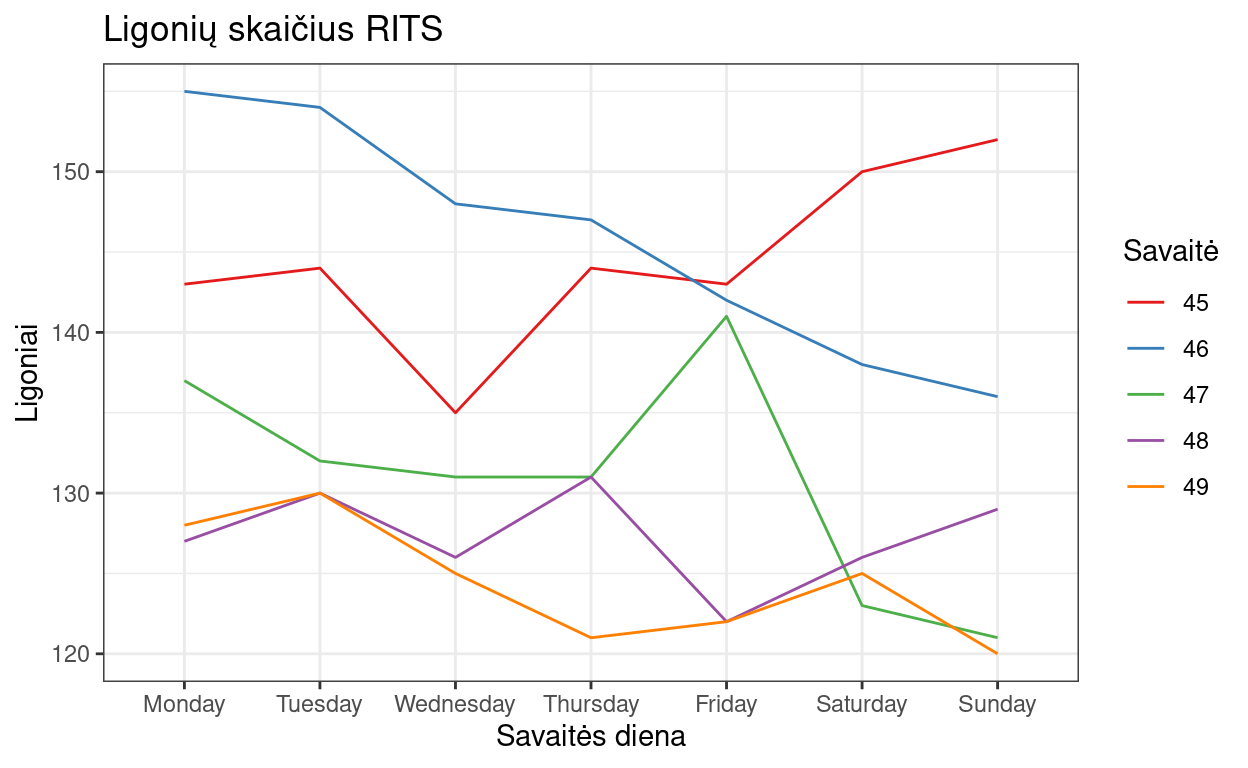 Ligonių skaičius RITS
Ligoniai
150
140
130
120
Monday Tuesday Wednesday Thursday Friday Saturday Sunday
Savaitės diena
Savaitė
45
46
47
48
49